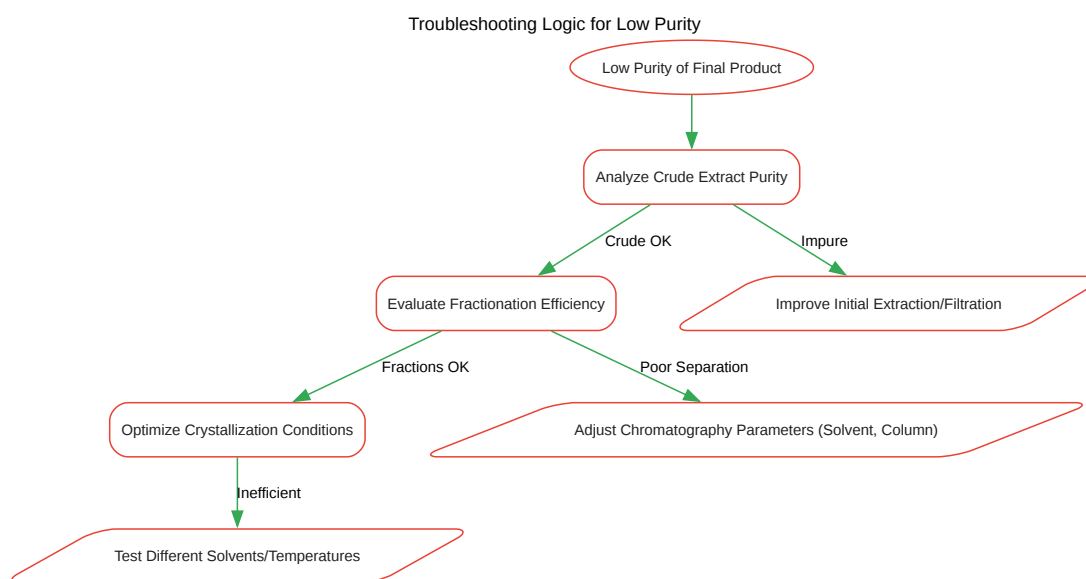 Troubleshooting Logic for Low Purity
Low Purity of Final Product
Analyze Crude Extract Purity
Crude OK
Impure
Evaluate Fractionation Efficiency
Improve Initial Extraction/Filtration
Fractions OK
Poor Separation
Optimize Crystallization Conditions
Adjust Chromatography Parameters (Solvent, Column)
Inefficient
Test Different Solvents/Temperatures